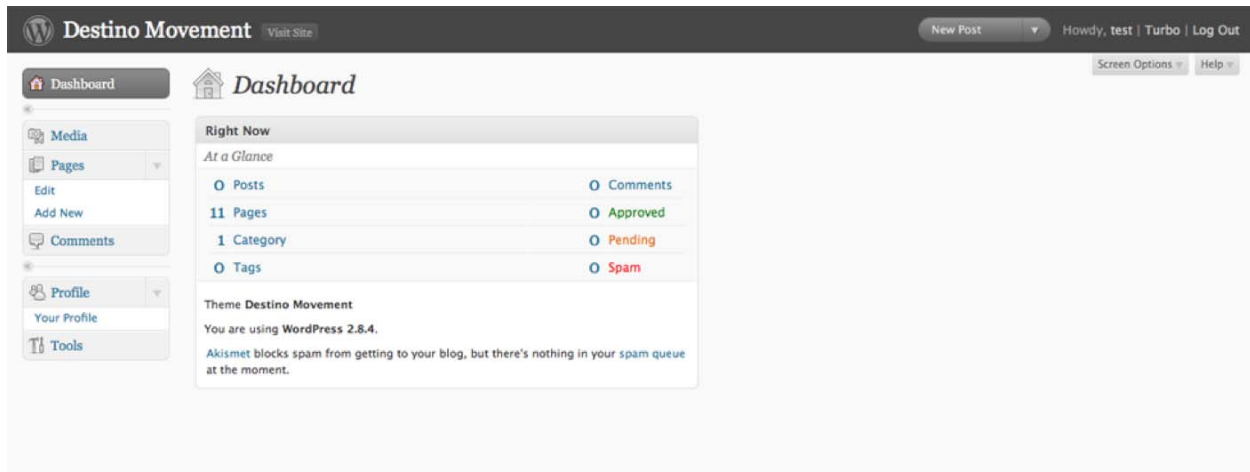 Destino Movement Visit Site New Post Howdy, test | Turbo | Log Out
Screen Options Help
Dashboard
Media
Pages
Edit
Add New
Comments
Profile
Your Profile
Tools
Dashboard
Right Now
At a Glance
0 Posts 0 Comments
11 Pages 0 Approved
1 Category 0 Pending
0 Tags 0 Spam
Theme Destino Movement
You are using WordPress 2.8.4.
Akismet blocks spam from getting to your blog, but there's nothing in your spam queue
at the moment.